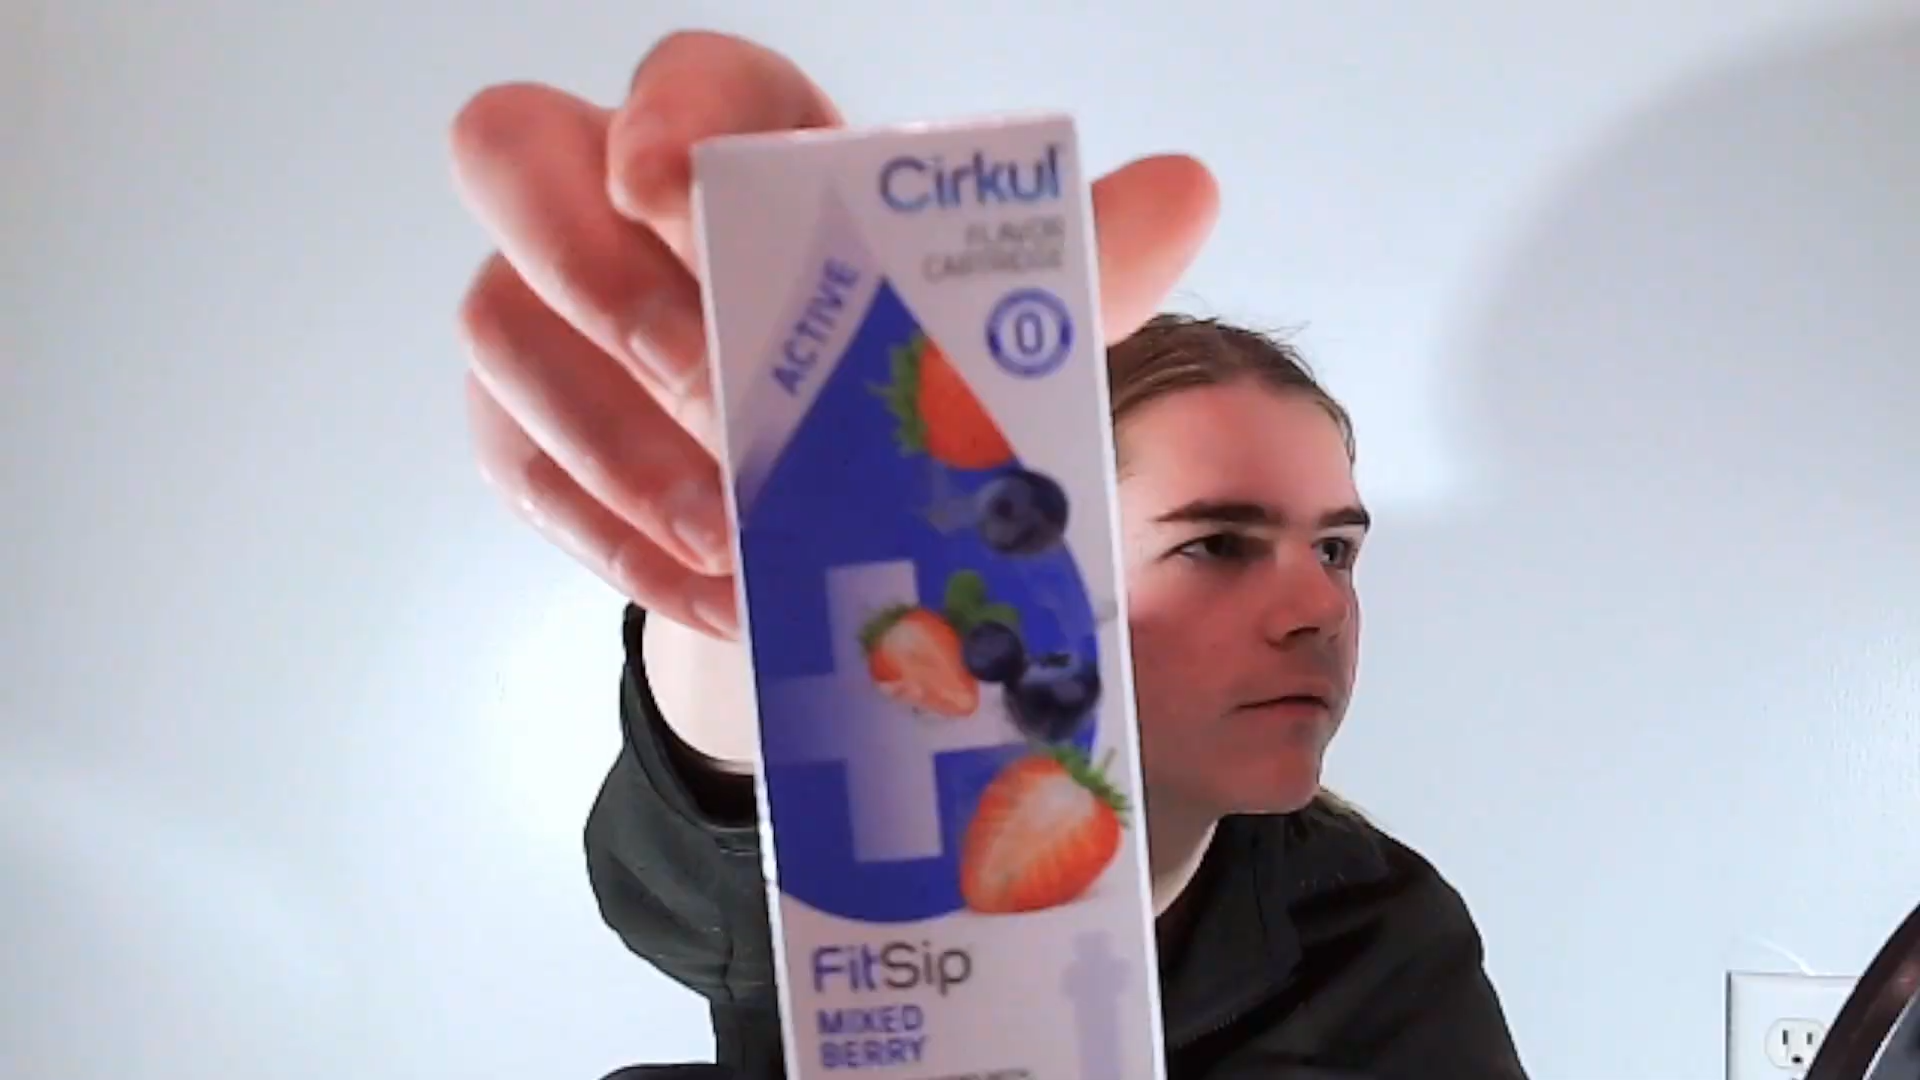 Cirkul
FLAVOR
CARTRIDGE
0
ACTIVE
FitSip
MIXED
BERRY